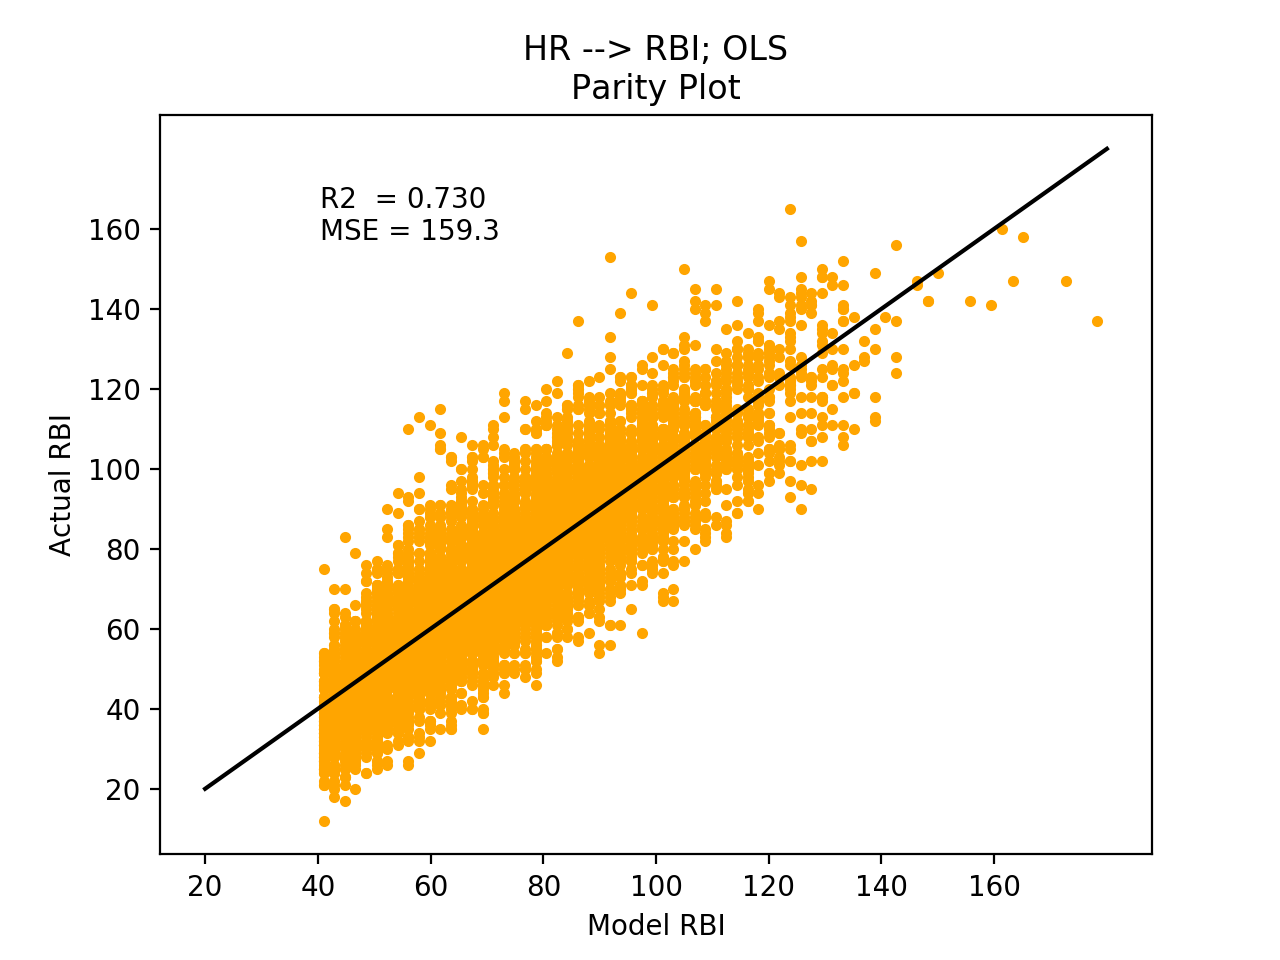 HR --> RBI; OLS
Parity Plot
R2  = 0.730
MSE = 159.3
Actual RBI
160
140
120
100
80
60
40
20
20 40 60 80 100 120 140 160
Model RBI